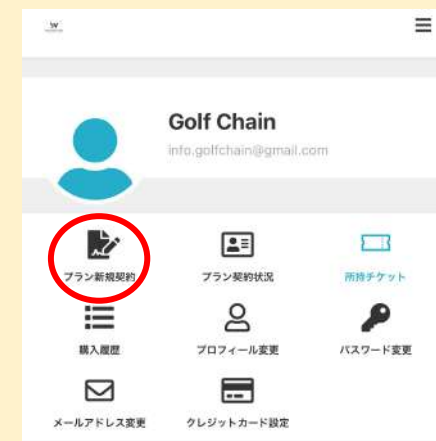 W
Golf Chain
info.golfchain@gmail.com
プラン新規契約
プラン契約状況
所持チケット
購入履歴
プロフィール変更
パスワード変更
メールアドレス変更
クレジットカード設定